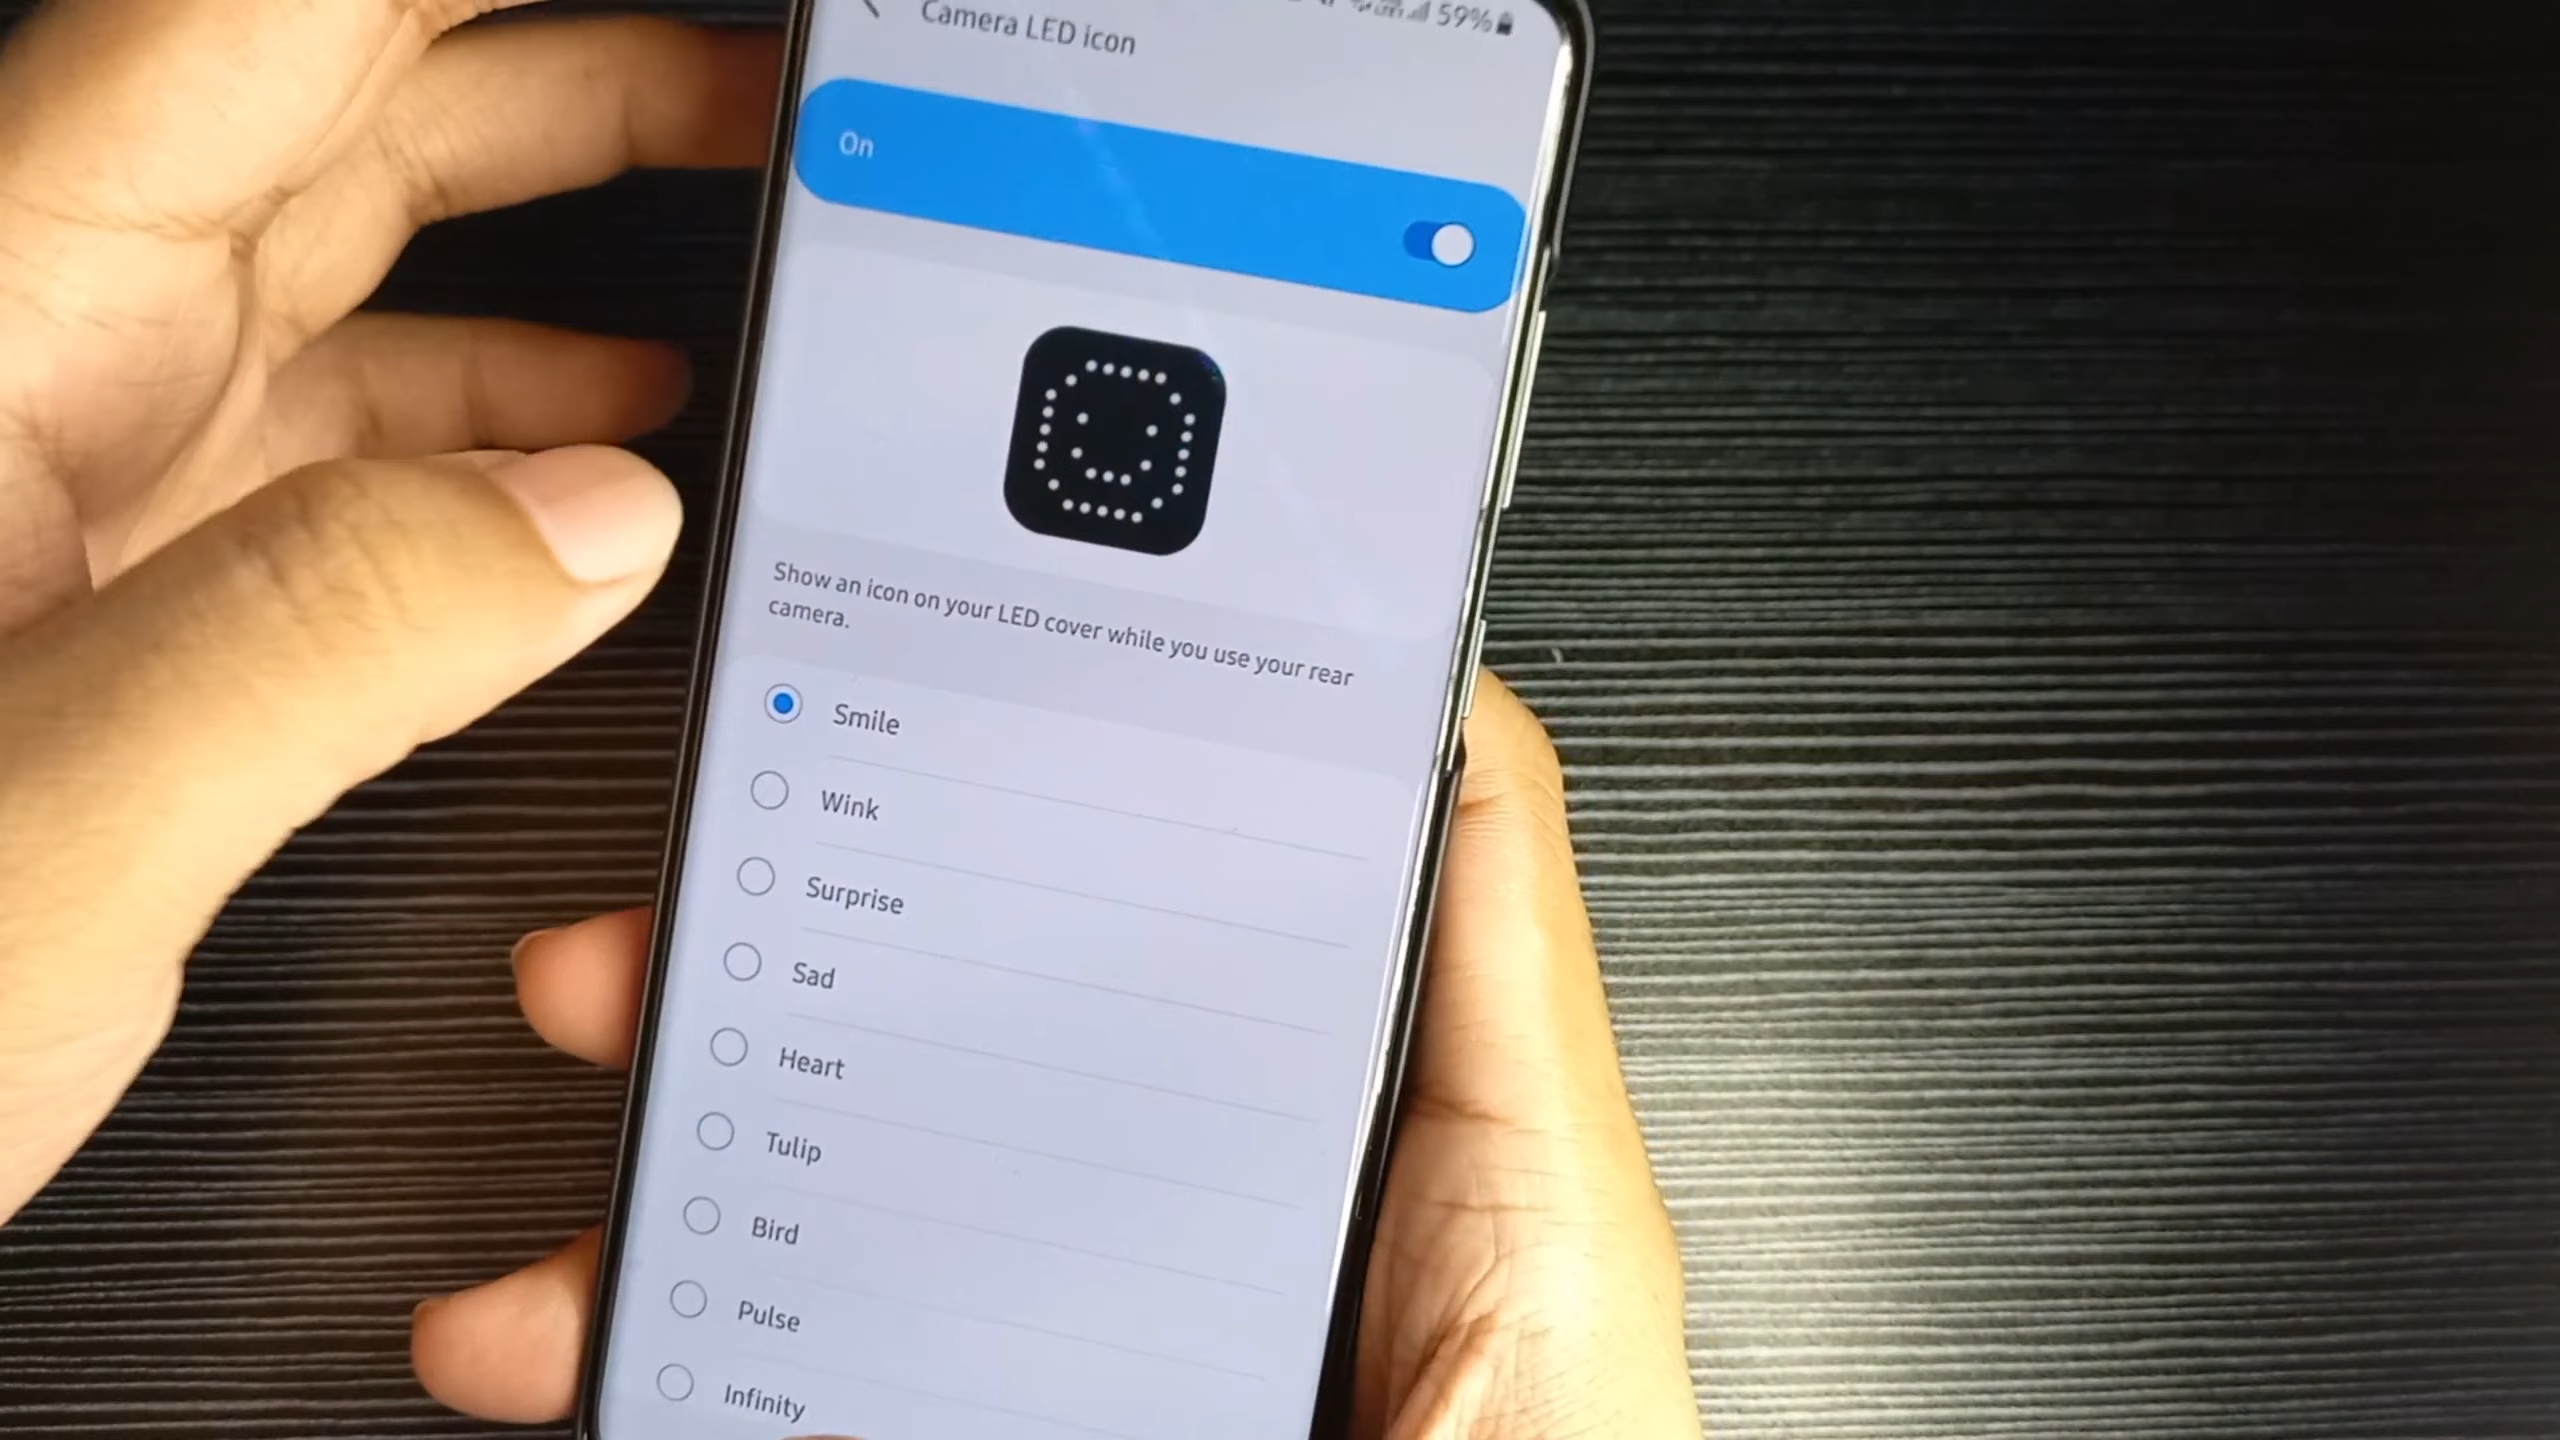 59%
Camera LED icon
On
Show an icon on your LED cover while you use your rear
camera.
Smile
Wink
Surprise
Sad
Heart
Tulip
Bird
Pulse
Infinity